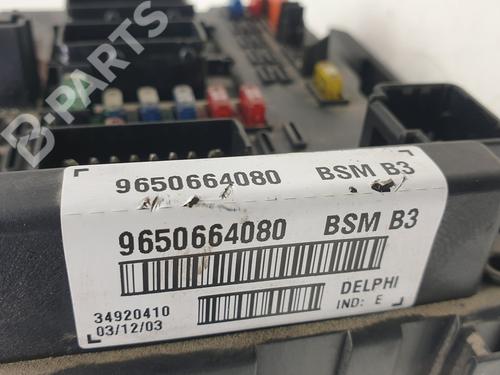 B-PARTS
9650664080 BSM B3
9650664080 BSM B3
34920410 DELPHI
03/12/03 IND: E